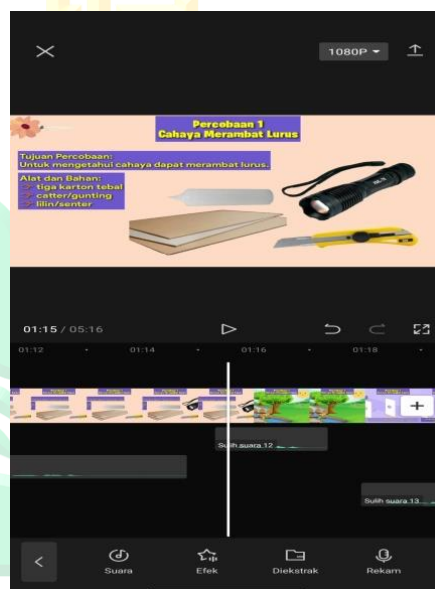 1080P
Percobaan 1
Cahaya Merambat Lurus
Tujuan Percobaan:
Untuk mengetahui cahaya dapat merambat lurus.
Alat dan Bahan:
tiga karton tebal
catter/gunting
lilin/senter
01:15 / 05:16
01:12 01:14 01:16 01:18
Sulih suara 12
Sulih suara 13
Suara Efek Diekstrak Rekam